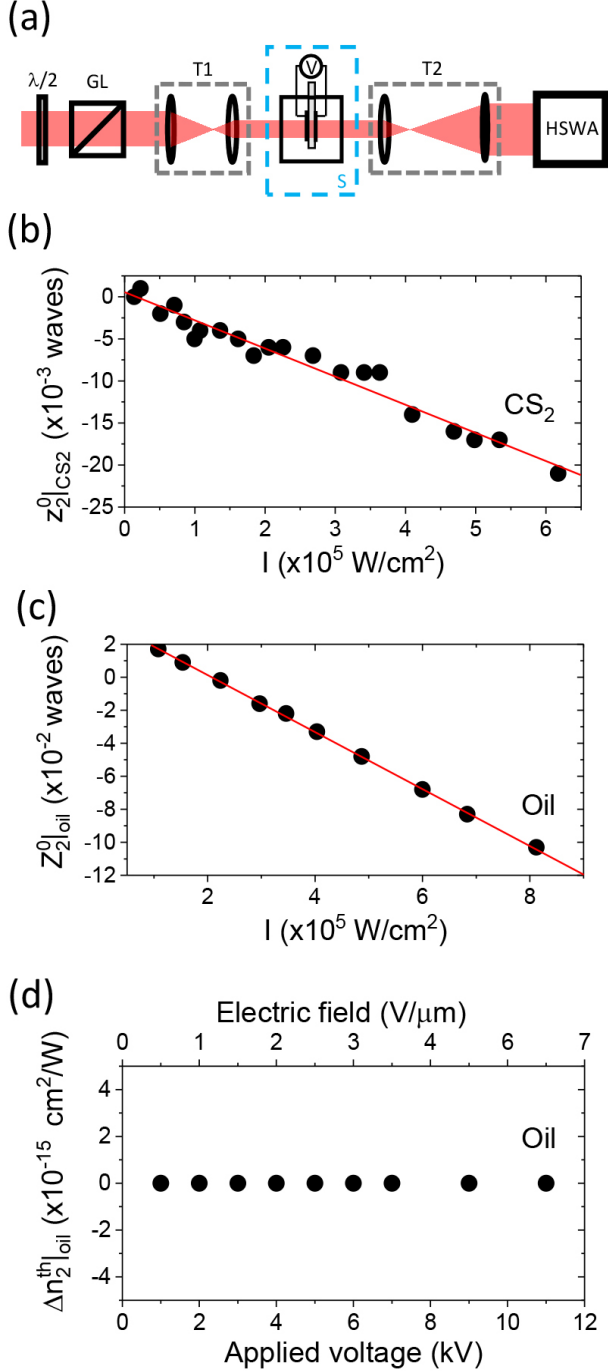 (a)
λ/2 GL T1 V T2 HSWA
S
(b)
0
-5
-10
-15
-20
-25
z₂⁰|CS2 (x10⁻³ waves)
CS₂
0 1 2 3 4 5 6
I (x10⁵ W/cm²)
(c)
2
0
-2
-4
-6
-8
-10
-12
Z₂⁰|oil (x10⁻² waves)
Oil
2 4 6 8
I (x10⁵ W/cm²)
(d)
Electric field (V/μm)
0 1 2 3 4 5 6 7
4
2
0
-2
-4
Δn₂ᵗʰ|oil (x10⁻¹⁵ cm²/W)
Oil
0 2 4 6 8 10 12
Applied voltage (kV)